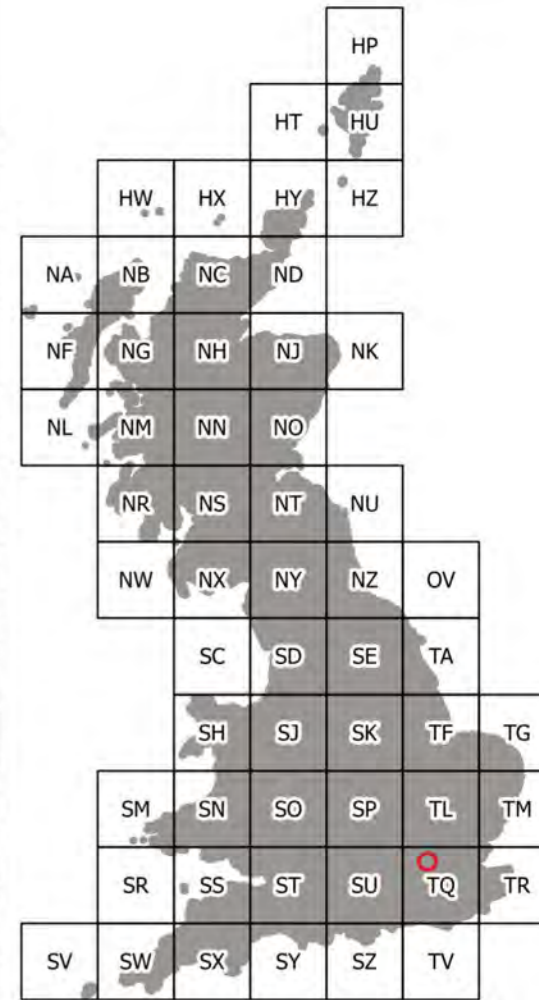 HP
HT HU
HW HX HY HZ
NA NB NC ND
NF NG NH NJ NK
NL NM NN NO
NR NS NT NU
NW NX NY NZ OV
SC SD SE TA
SH SJ SK TF TG
SM SN SO SP TL TM
SR SS ST SU TQ TR
SV SW SX SY SZ TV